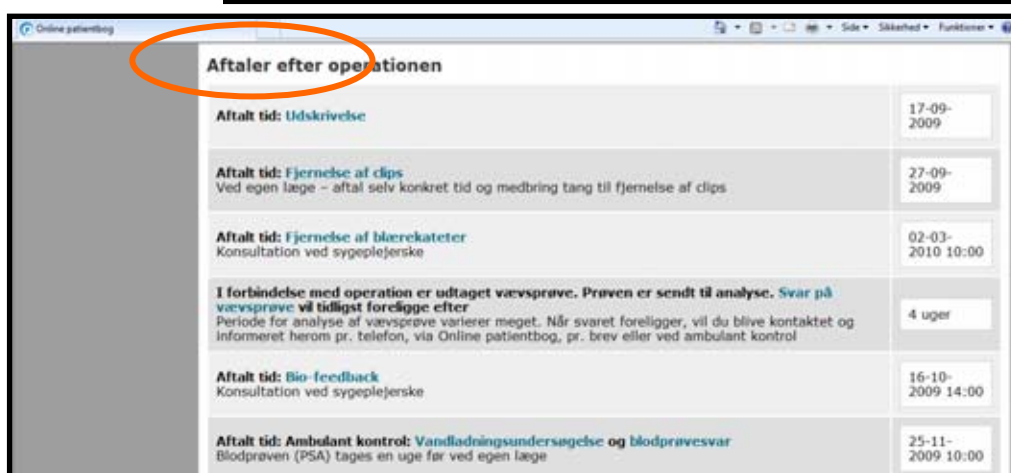 Online patientbog
Side
Sikkerhed
Funktioner
Aftaler efter operationen
Aftalt tid: Udskrivelse
17-09-
2009
Aftalt tid: Fjernelse af clips
Ved egen læge – aftal selv konkret tid og medbring tang til fjernelse af clips
27-09-
2009
Aftalt tid: Fjernelse af blærekateter
Konsultation ved sygeplejerske
02-03-
2010 10:00
I forbindelse med operation er udtaget vævsprøve. Prøven er sendt til analyse. Svar på
vævsprøve vil tidligst foreligge efter
Periode for analyse af vævsprøve varierer meget. Når svaret foreligger, vil du blive kontaktet og
informeret herom pr. telefon, via Online patientbog, pr. brev eller ved ambulant kontrol
4 uger
Aftalt tid: Bio-feedback
Konsultation ved sygeplejerske
16-10-
2009 14:00
Aftalt tid: Ambulant kontrol: Vandladningsundersøgelse og blodprøvesvar
Blodprøven (PSA) tages en uge før ved egen læge
25-11-
2009 10:00